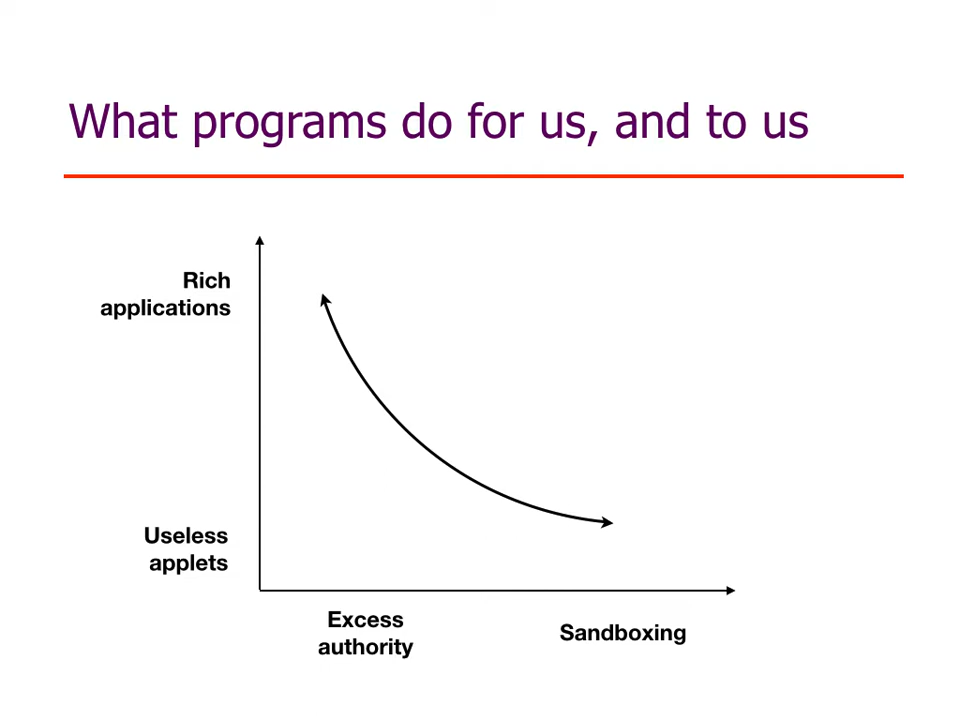 What programs do for us, and to us
Rich
applications
Useless
applets
Excess
authority
Sandboxing